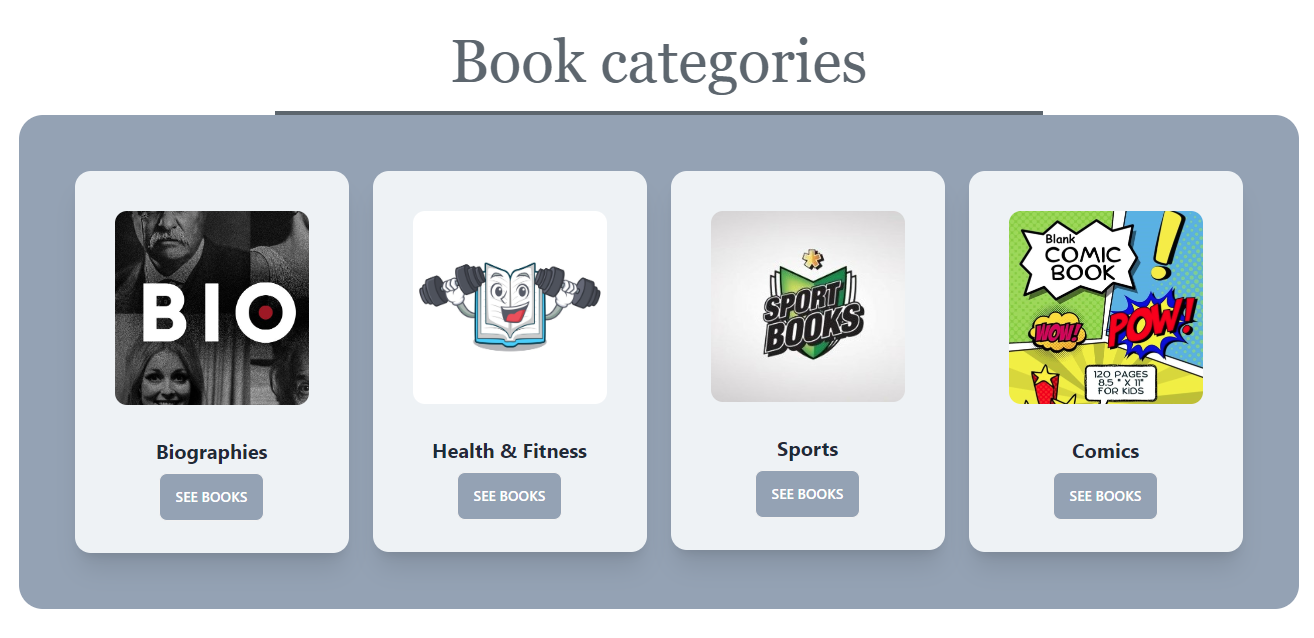 Book categories
BIO
Biographies
SEE BOOKS
Health & Fitness
SEE BOOKS
SPORT
BOOKS
Sports
SEE BOOKS
Blank
COMIC
BOOK
!
WOW!
POW!
120 PAGES
8.5 " X 11"
FOR KIDS
Comics
SEE BOOKS